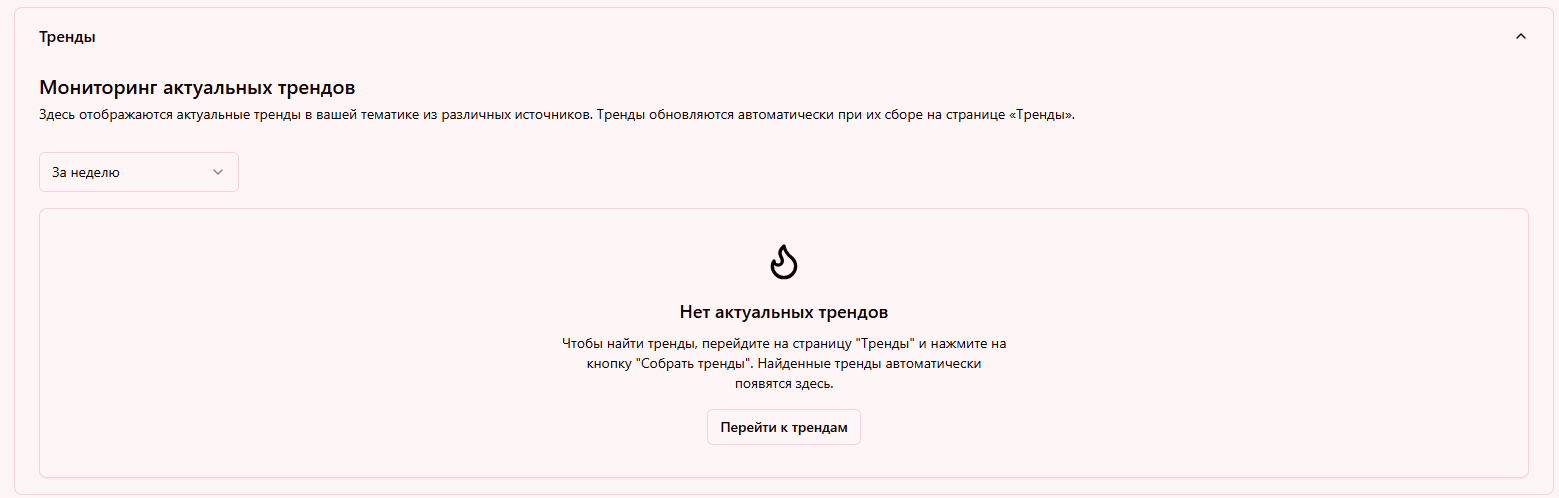 Тренды
Мониторинг актуальных трендов
Здесь отображаются актуальные тренды в вашей тематике из различных источников. Тренды обновляются автоматически при их сборе на странице «Тренды».
За неделю
Нет актуальных трендов
Чтобы найти тренды, перейдите на страницу "Тренды" и нажмите на
кнопку "Собрать тренды". Найденные тренды автоматически
появятся здесь.
Перейти к трендам